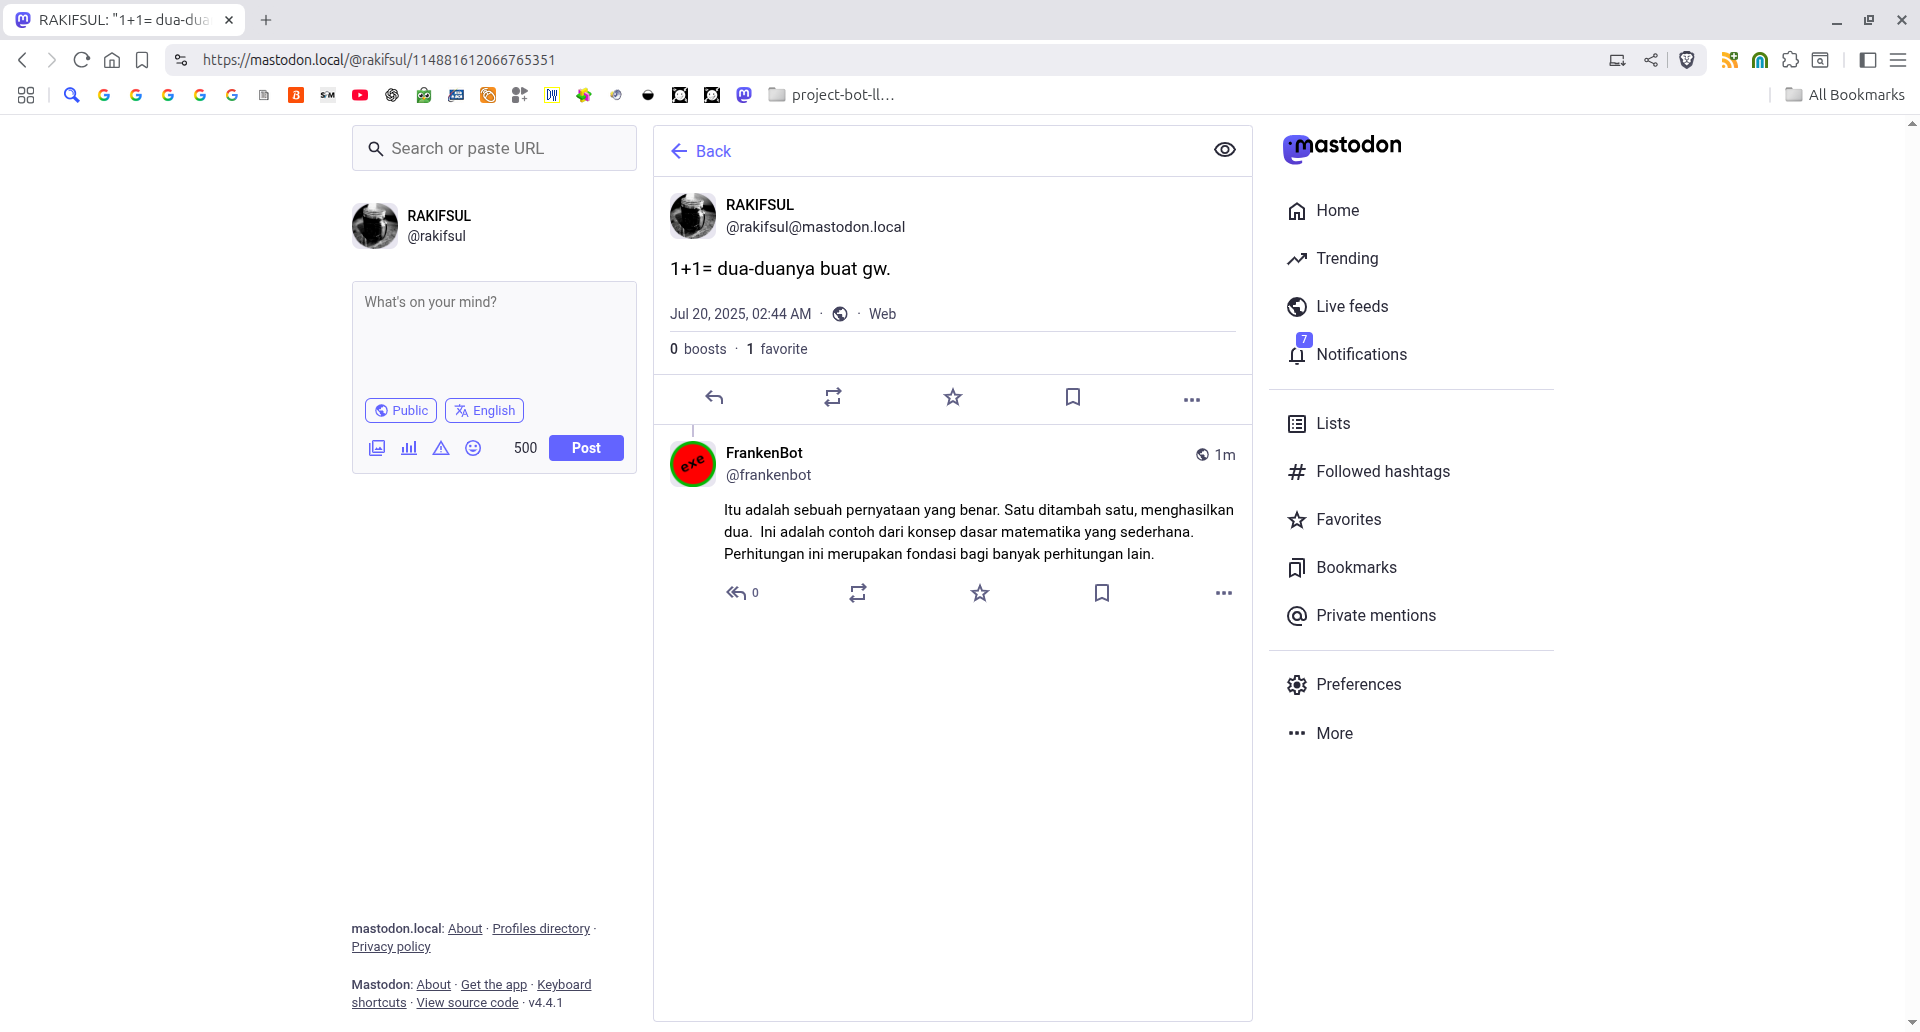 RAKIFSUL: "1+1= dua-dua
https://mastodon.local/@rakifsul/114881612066765351
project-bot-ll...
All Bookmarks
Search or paste URL
RAKIFSUL
@rakifsul
What's on your mind?
Public
English
500
Post
mastodon.local: About · Profiles directory ·
Privacy policy
Mastodon: About · Get the app · Keyboard
shortcuts · View source code · v4.4.1
Back
RAKIFSUL
@rakifsul@mastodon.local
1+1= dua-duanya buat gw.
Jul 20, 2025, 02:44 AM · · Web
0 boosts · 1 favorite
exe
FrankenBot
1m
@frankenbot
Itu adalah sebuah pernyataan yang benar. Satu ditambah satu, menghasilkan
dua.  Ini adalah contoh dari konsep dasar matematika yang sederhana.
Perhitungan ini merupakan fondasi bagi banyak perhitungan lain.
0
mastodon
Home
Trending
Live feeds
7
Notifications
Lists
Followed hashtags
Favorites
Bookmarks
Private mentions
Preferences
More